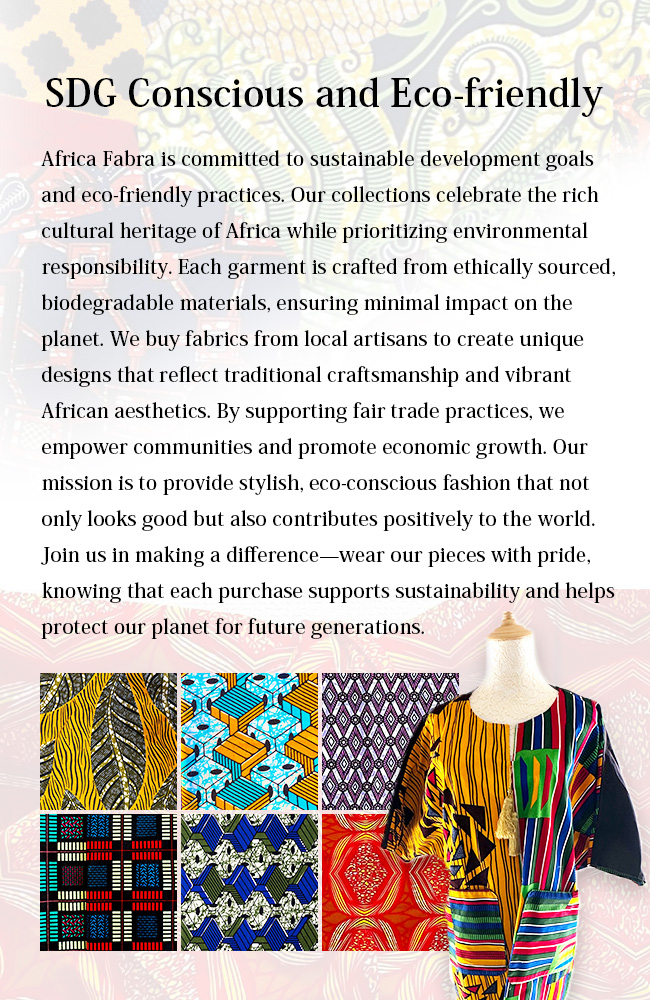 SDG Conscious and Eco-friendly
Africa Fabra is committed to sustainable development goals
and eco-friendly practices. Our collections celebrate the rich
cultural heritage of Africa while prioritizing environmental
responsibility. Each garment is crafted from ethically sourced,
biodegradable materials, ensuring minimal impact on the
planet. We buy fabrics from local artisans to create unique
designs that reflect traditional craftsmanship and vibrant
African aesthetics. By supporting fair trade practices, we
empower communities and promote economic growth. Our
mission is to provide stylish, eco-conscious fashion that not
only looks good but also contributes positively to the world.
Join us in making a difference—wear our pieces with pride,
knowing that each purchase supports sustainability and helps
protect our planet for future generations.